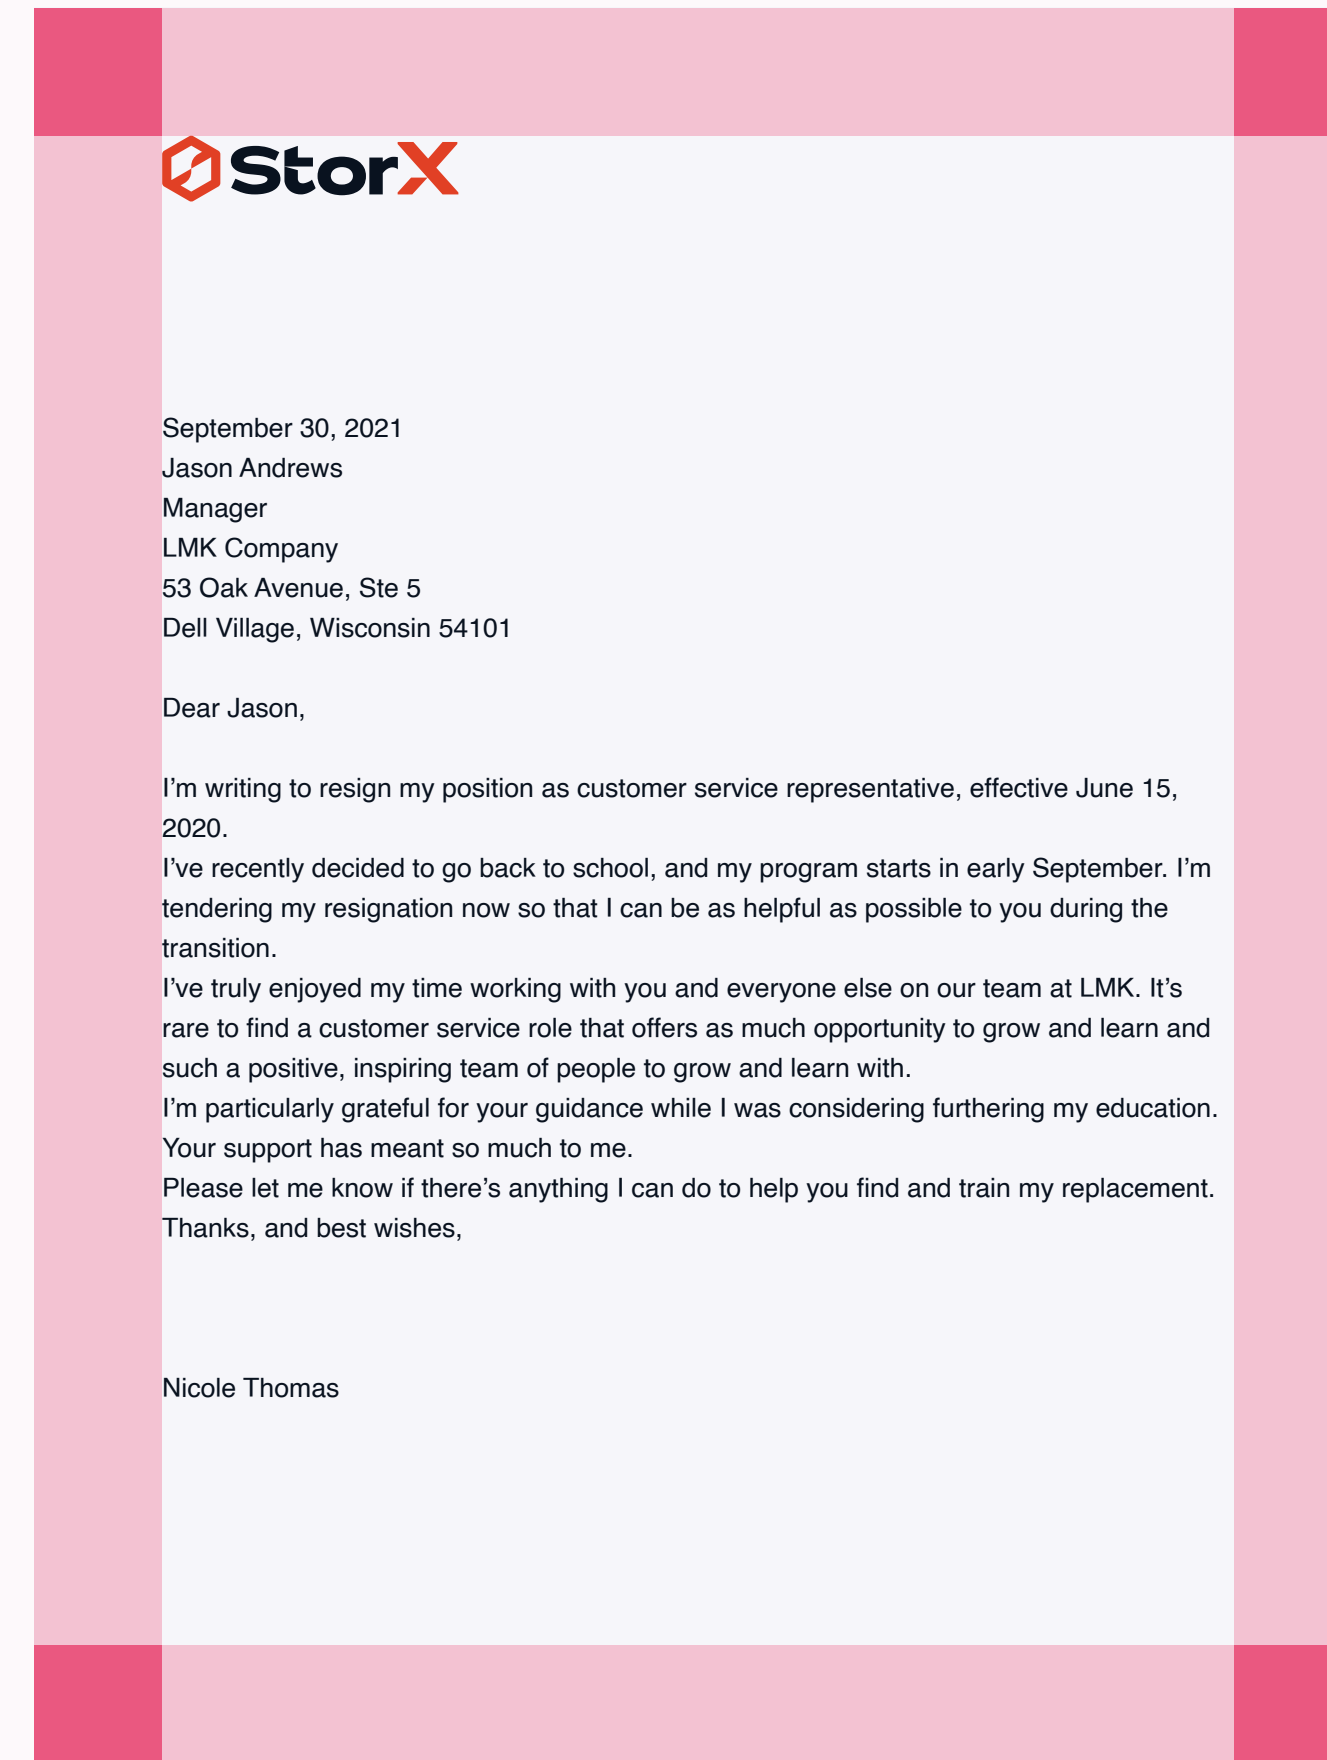 StorX
September 30, 2021
Jason Andrews
Manager
LMK Company
53 Oak Avenue, Ste 5
Dell Village, Wisconsin 54101
Dear Jason,
I’m writing to resign my position as customer service representative, effective June 15,
2020.
I’ve recently decided to go back to school, and my program starts in early September. I’m
tendering my resignation now so that I can be as helpful as possible to you during the
transition.
I’ve truly enjoyed my time working with you and everyone else on our team at LMK. It’s
rare to find a customer service role that offers as much opportunity to grow and learn and
such a positive, inspiring team of people to grow and learn with.
I’m particularly grateful for your guidance while I was considering furthering my education.
Your support has meant so much to me.
Please let me know if there’s anything I can do to help you find and train my replacement.
Thanks, and best wishes,
Nicole Thomas